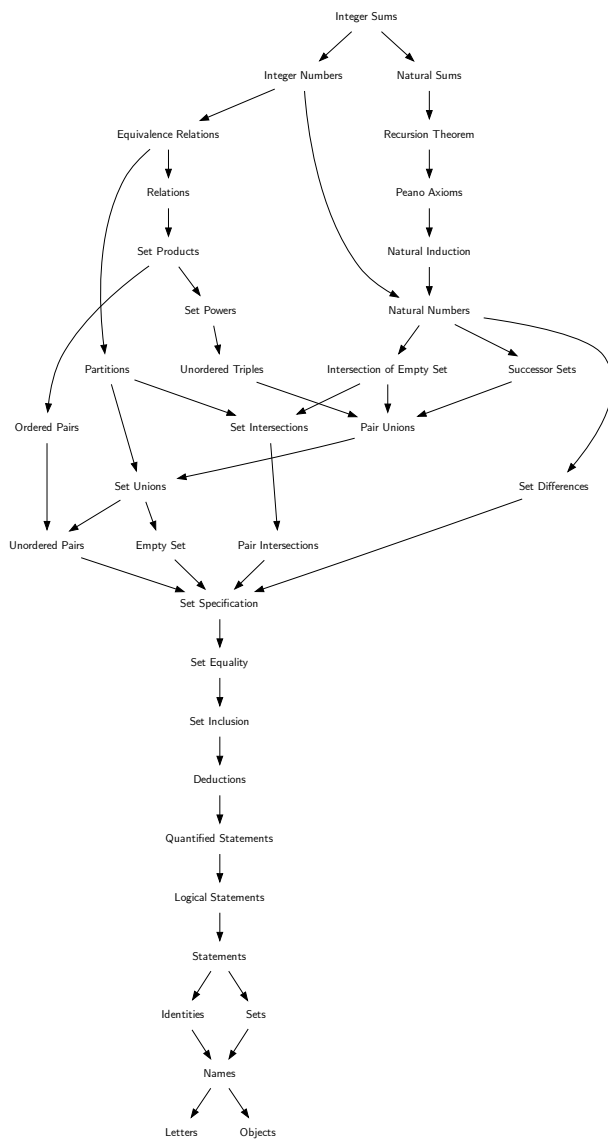 Integer Sums
Integer Numbers
Natural Sums
Equivalence Relations
Recursion Theorem
Relations
Peano Axioms
Set Products
Natural Induction
Set Powers
Natural Numbers
Partitions
Unordered Triples
Intersection of Empty Set
Successor Sets
Ordered Pairs
Set Intersections
Pair Unions
Set Unions
Set Differences
Unordered Pairs
Empty Set
Pair Intersections
Set Specification
Set Equality
Set Inclusion
Deductions
Quantified Statements
Logical Statements
Statements
Identities
Sets
Names
Letters
Objects